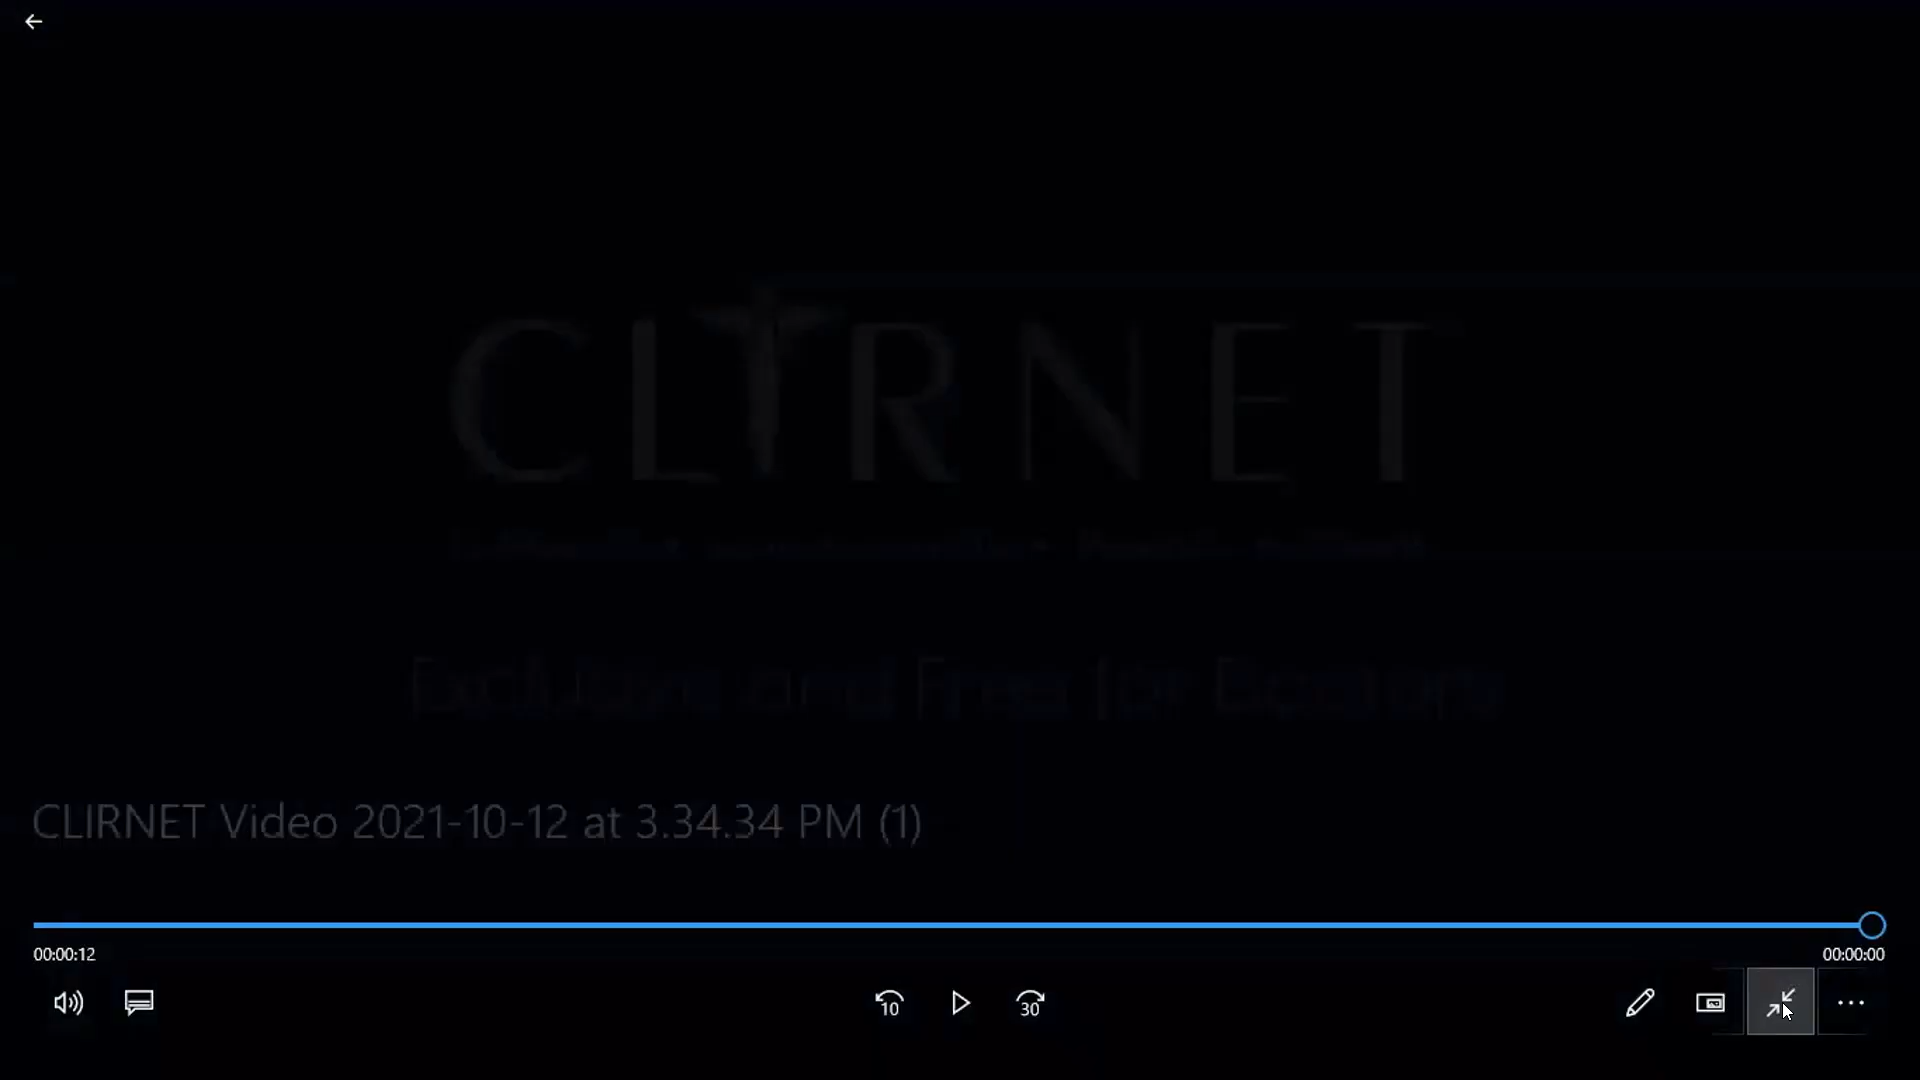 CLIRNET
Exclusive and Free for Doctors
CLIRNET Video 2021-10-12 at 3.34.34 PM (1)
00:00:12
00:00:00
10
30